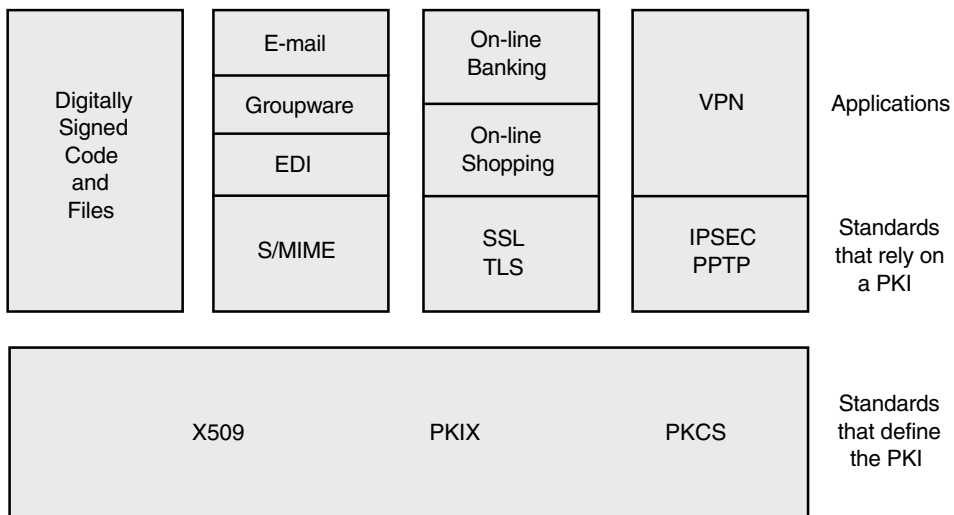 Digitally
Signed
Code
and
Files
E-mail
Groupware
EDI
S/MIME
On-line
Banking
On-line
Shopping
SSL
TLS
VPN
IPSEC
PPTP
Applications
Standards
that rely on
a PKI
X509
PKIX
PKCS
Standards
that define
the PKI